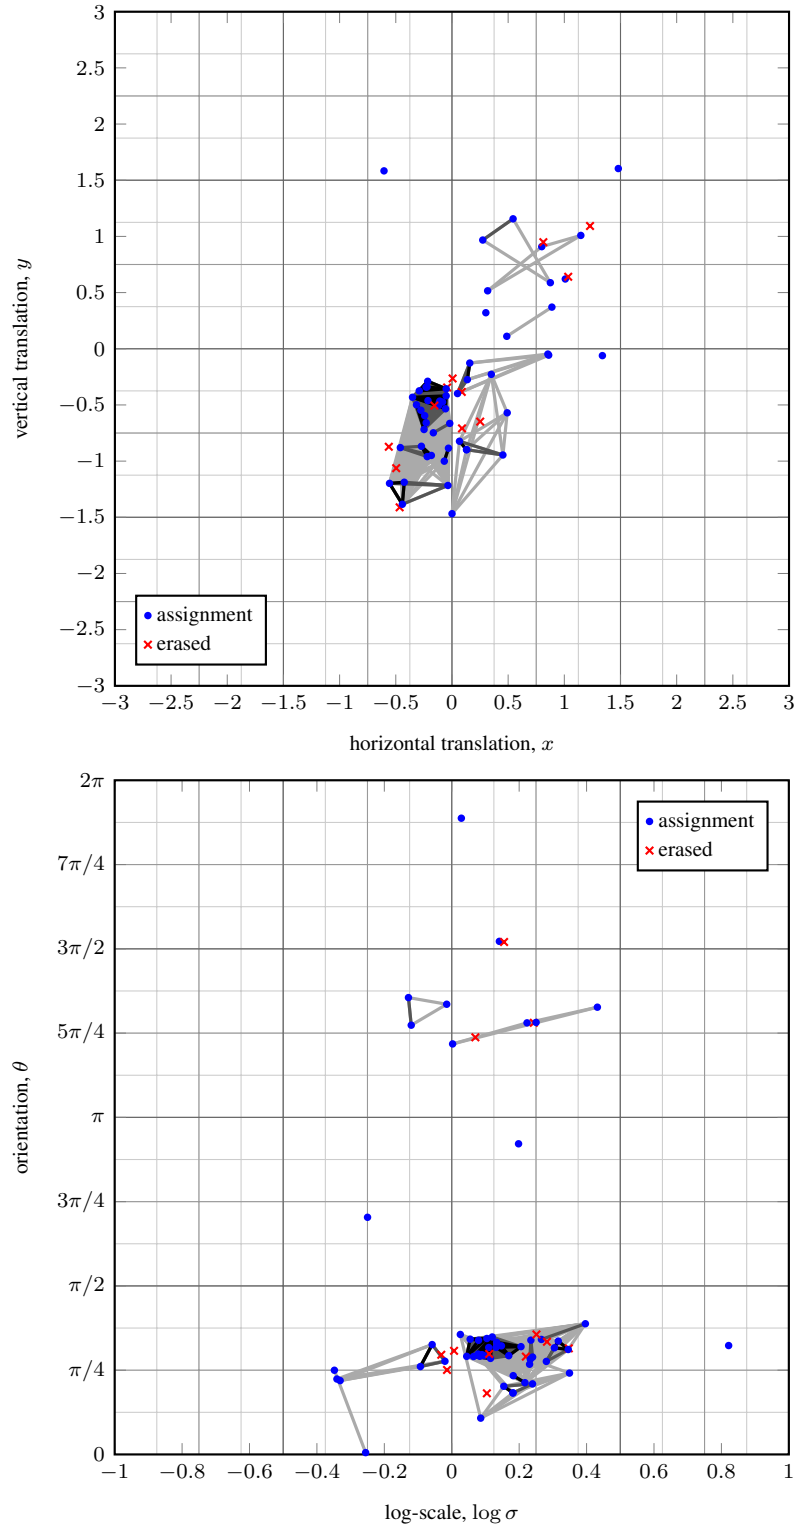 3
2.5
2
1.5
1
0.5
0
−0.5
−1
−1.5
−2
−2.5
−3
vertical translation, y
assignment
erased
−3 −2.5 −2 −1.5 −1 −0.5 0 0.5 1 1.5 2 2.5 3
horizontal translation, x
2π
7π/4
3π/2
5π/4
π
3π/4
π/2
π/4
0
orientation, θ
assignment
erased
−1 −0.8 −0.6 −0.4 −0.2 0 0.2 0.4 0.6 0.8 1
log-scale, log σ